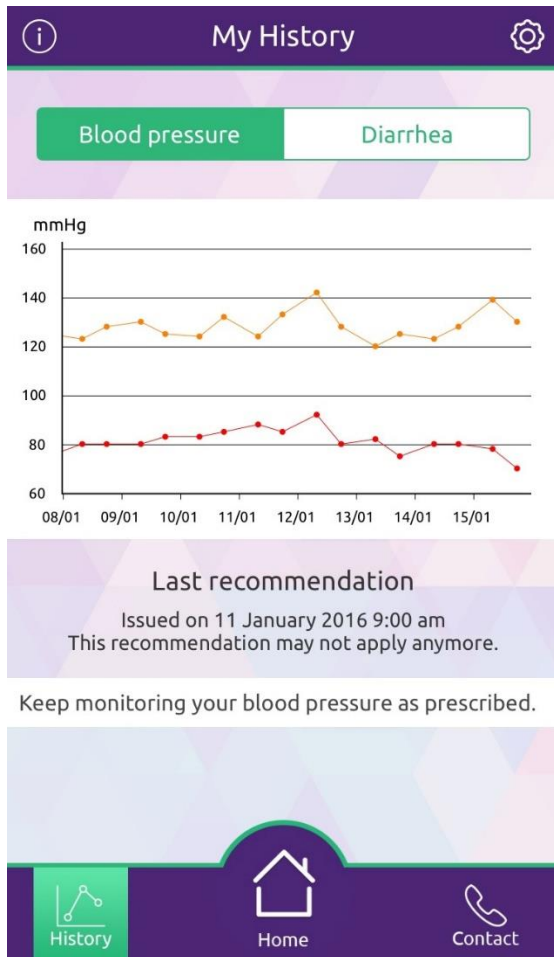 My History
Blood pressure
Diarrhea
mmHg
160
140
120
100
80
60
08/01 09/01 10/01 11/01 12/01 13/01 14/01 15/01
Last recommendation
Issued on 11 January 2016 9:00 am
This recommendation may not apply anymore.
Keep monitoring your blood pressure as prescribed.
History
Home
Contact